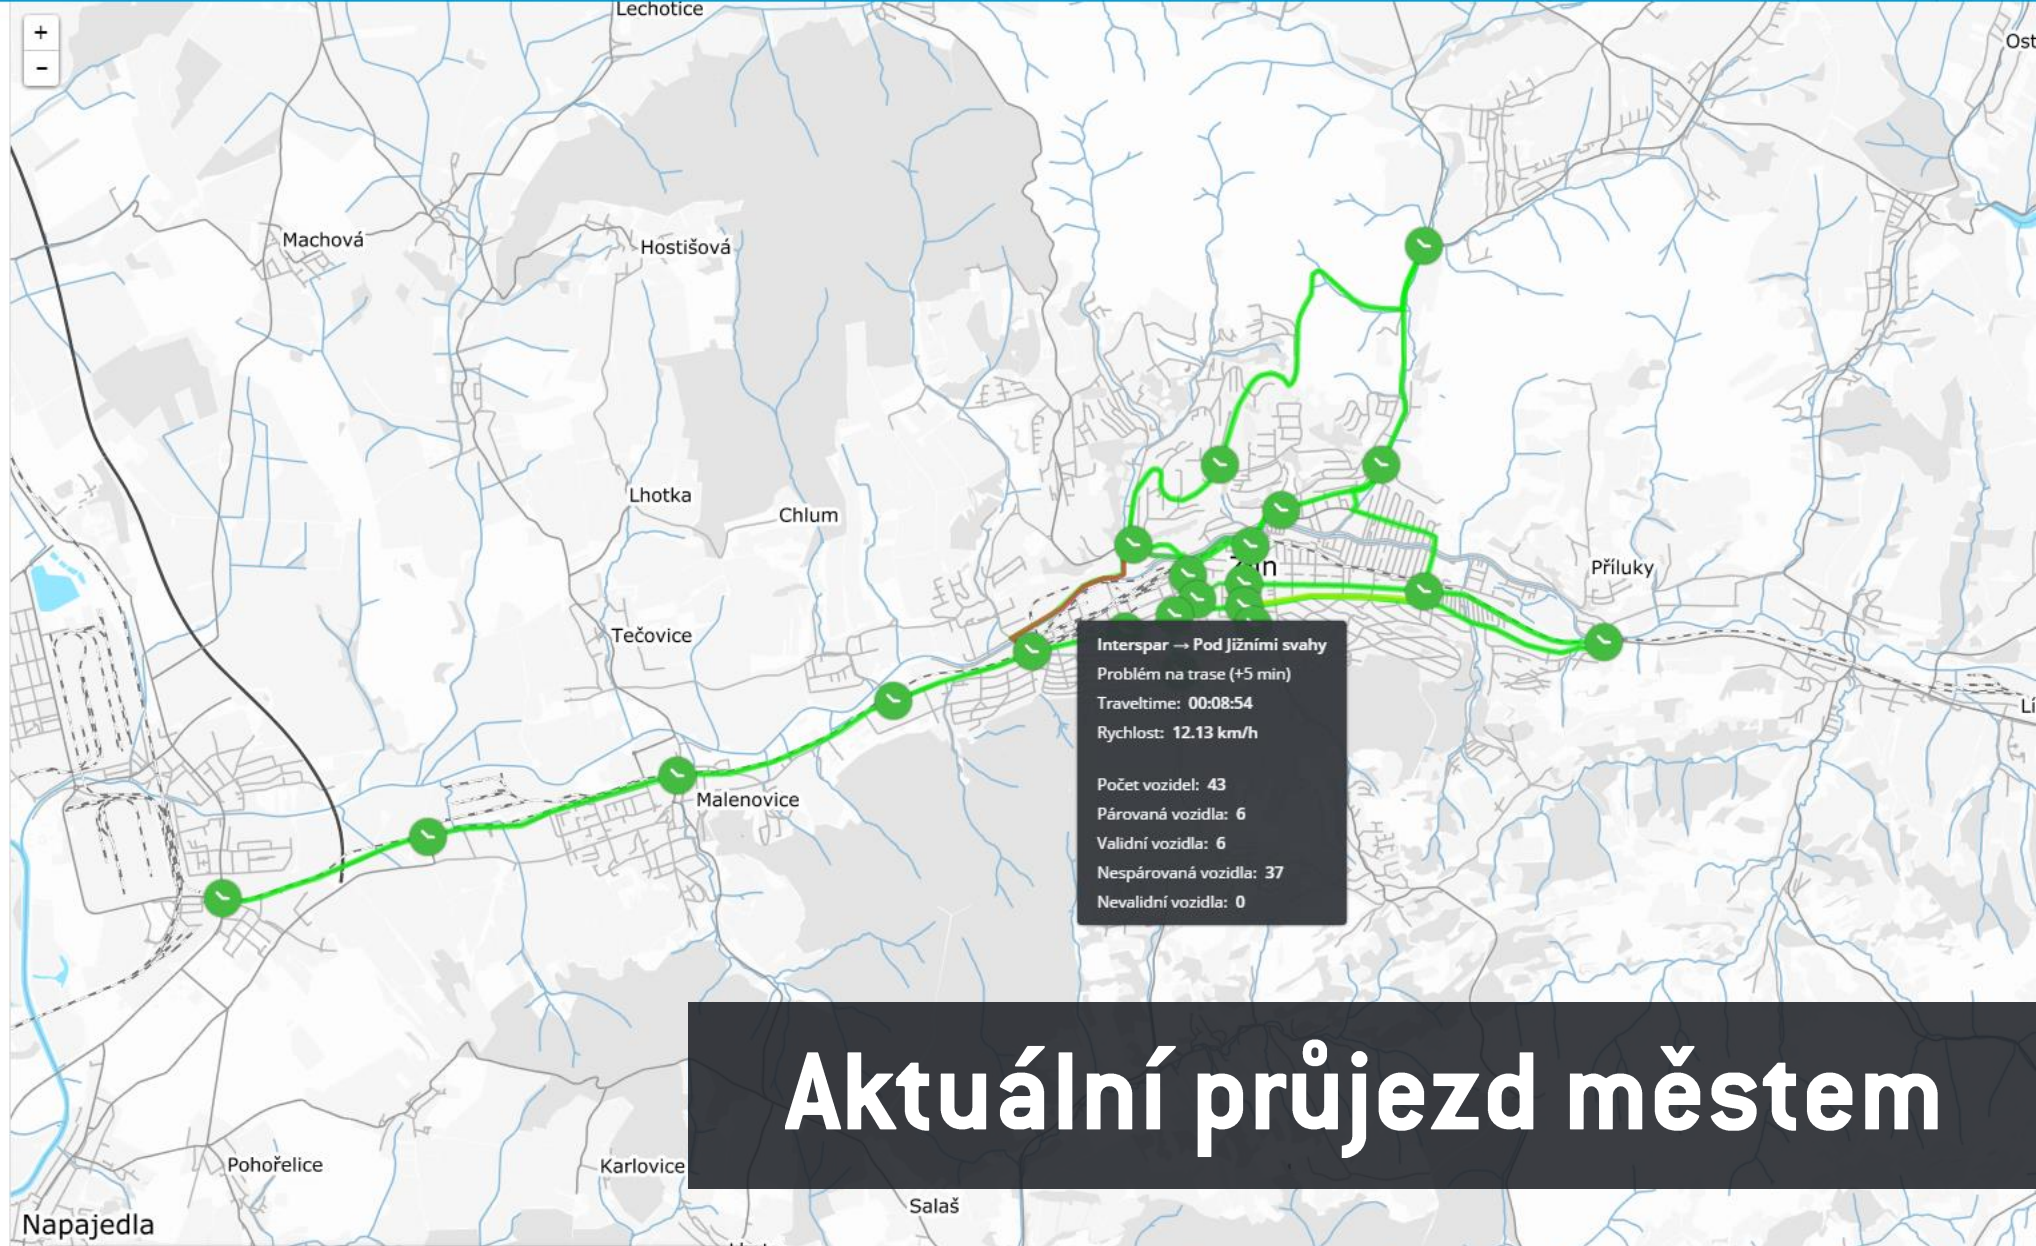 +
-
Lechotice
Machová
Hostišová
Lhotka
Chlum
Příluky
Tečovice
Interspar → Pod Jižními svahy
Problém na trase (+5 min)
Traveltime: 00:08:54
Rychlost: 12.13 km/h
Počet vozidel: 43
Párovaná vozidla: 6
Validní vozidla: 6
Nespárovaná vozidla: 37
Nevalidní vozidla: 0
Malenovice
Aktuální průjezd městem
Pohořelice
Karlovice
Salaš
Napajedla